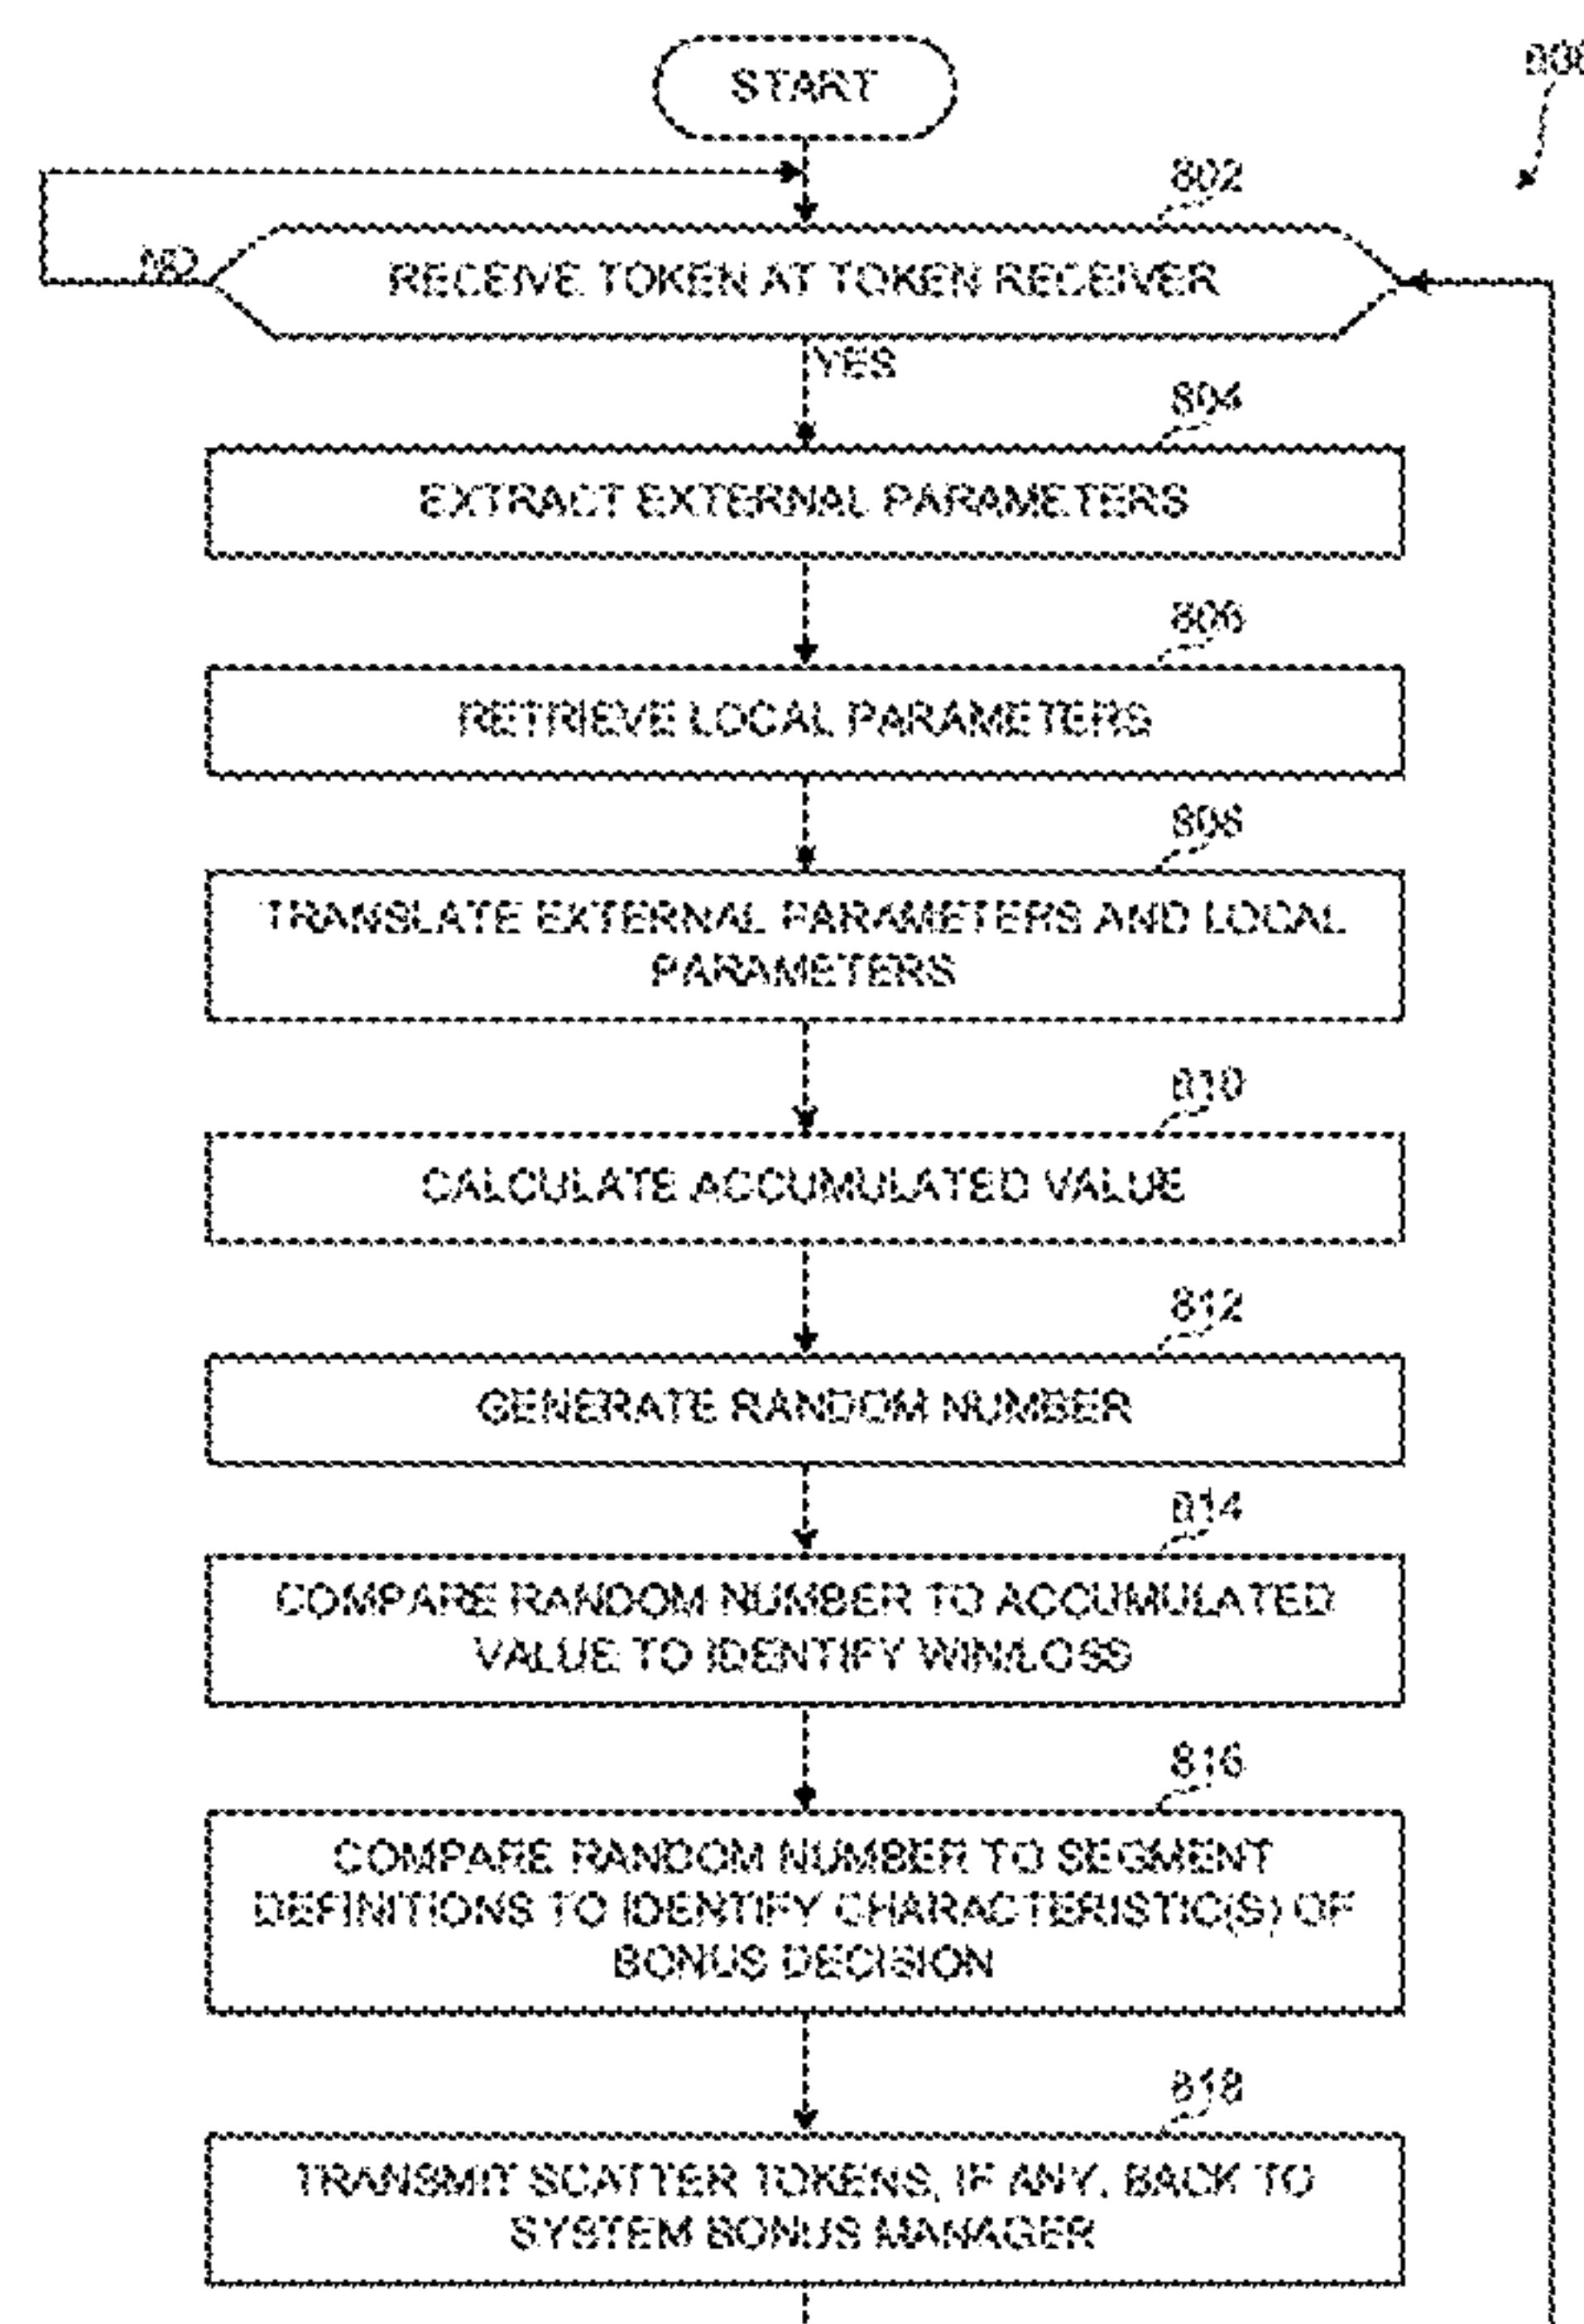 START
802
NO
RECEIVE TOKEN AT TOKEN RECEIVER
YES
804
EXTRACT EXTERNAL PARAMETERS
806
RETRIEVE LOCAL PARAMETERS
808
TRANSLATE EXTERNAL PARAMETERS AND LOCAL
PARAMETERS
810
CALCULATE ACCUMULATED VALUE
812
GENERATE RANDOM NUMBER
814
COMPARE RANDOM NUMBER TO ACCUMULATED
VALUE TO IDENTIFY WIN/LOSS
816
COMPARE RANDOM NUMBER TO SEGMENT
DEFINITIONS TO IDENTIFY CHARACTERISTIC(S) OF
BONUS DECISION
818
TRANSMIT SCATTER TOKENS, IF ANY, BACK TO
SYSTEM BONUS MANAGER